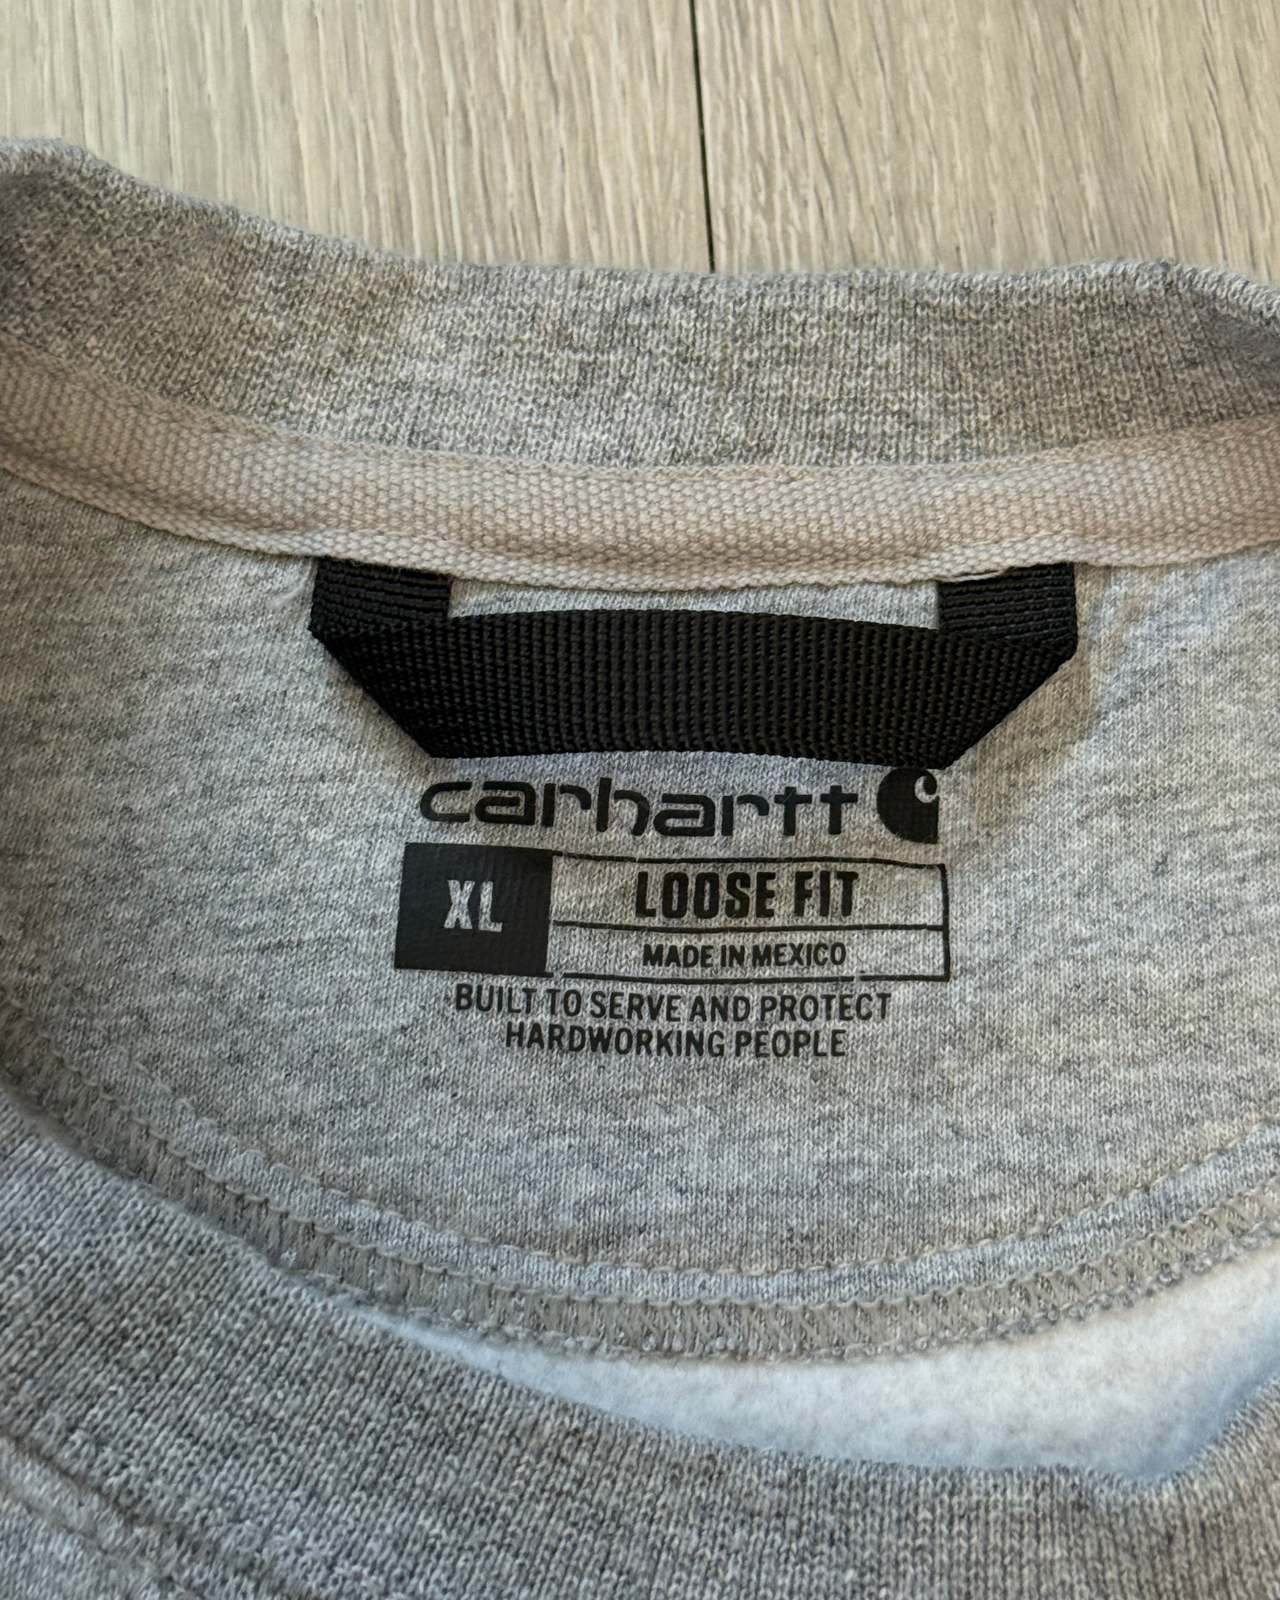 carhartt
XL
LOOSE FIT
MADE IN MEXICO
BUILT TO SERVE AND PROTECT
HARDWORKING PEOPLE